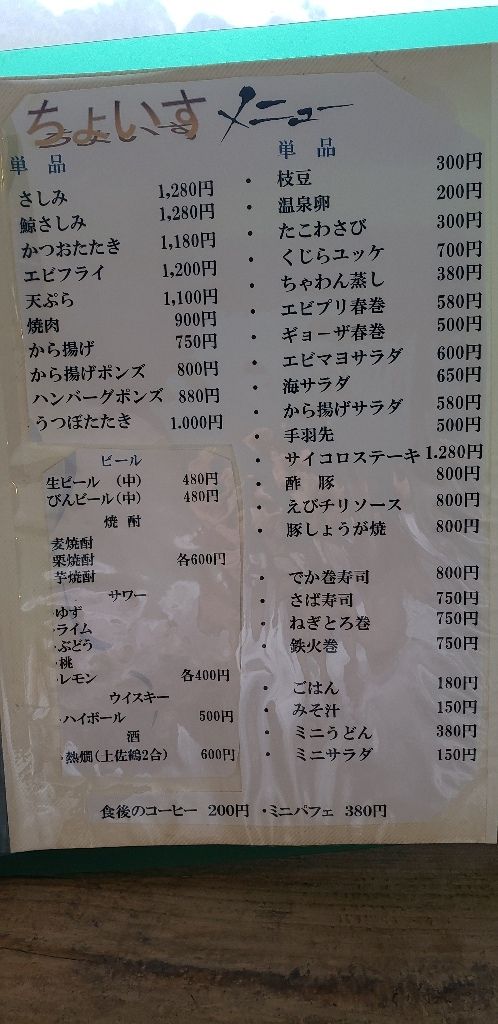 ちょいす メニュー
単品
さしみ 1,280円
鯨さしみ 1,280円
かつおたたき 1,180円
エビフライ 1,200円
天ぷら 1,100円
焼肉 900円
から揚げ 750円
から揚げポンズ 800円
ハンバーグポンズ 880円
うつぼたたき 1.000円
ビール
生ビール (中) 480円
びんビール(中) 480円
焼酎
麦焼酎
栗焼酎 各600円
芋焼酎
サワー
・ゆず
・ライム
・ぶどう
・桃
・レモン 各400円
ウイスキー
・ハイボール 500円
酒
・熱燗(土佐鶴2合) 600円
単品
・枝豆 300円
・温泉卵 200円
・たこわさび 300円
・くじらユッケ 700円
・ちゃわん蒸し 380円
・エビプリ春巻 580円
・ギョーザ春巻 500円
・エビマヨサラダ 600円
・海サラダ 650円
・から揚げサラダ 580円
・手羽先 500円
・サイコロステーキ 1.280円
・酢豚 800円
・えびチリソース 800円
・豚しょうが焼 800円
・でか巻寿司 800円
・さば寿司 750円
・ねぎとろ巻 750円
・鉄火巻 750円
・ごはん 180円
・みそ汁 150円
・ミニうどん 380円
・ミニサラダ 150円
食後のコーヒー 200円 ・ミニパフェ 380円